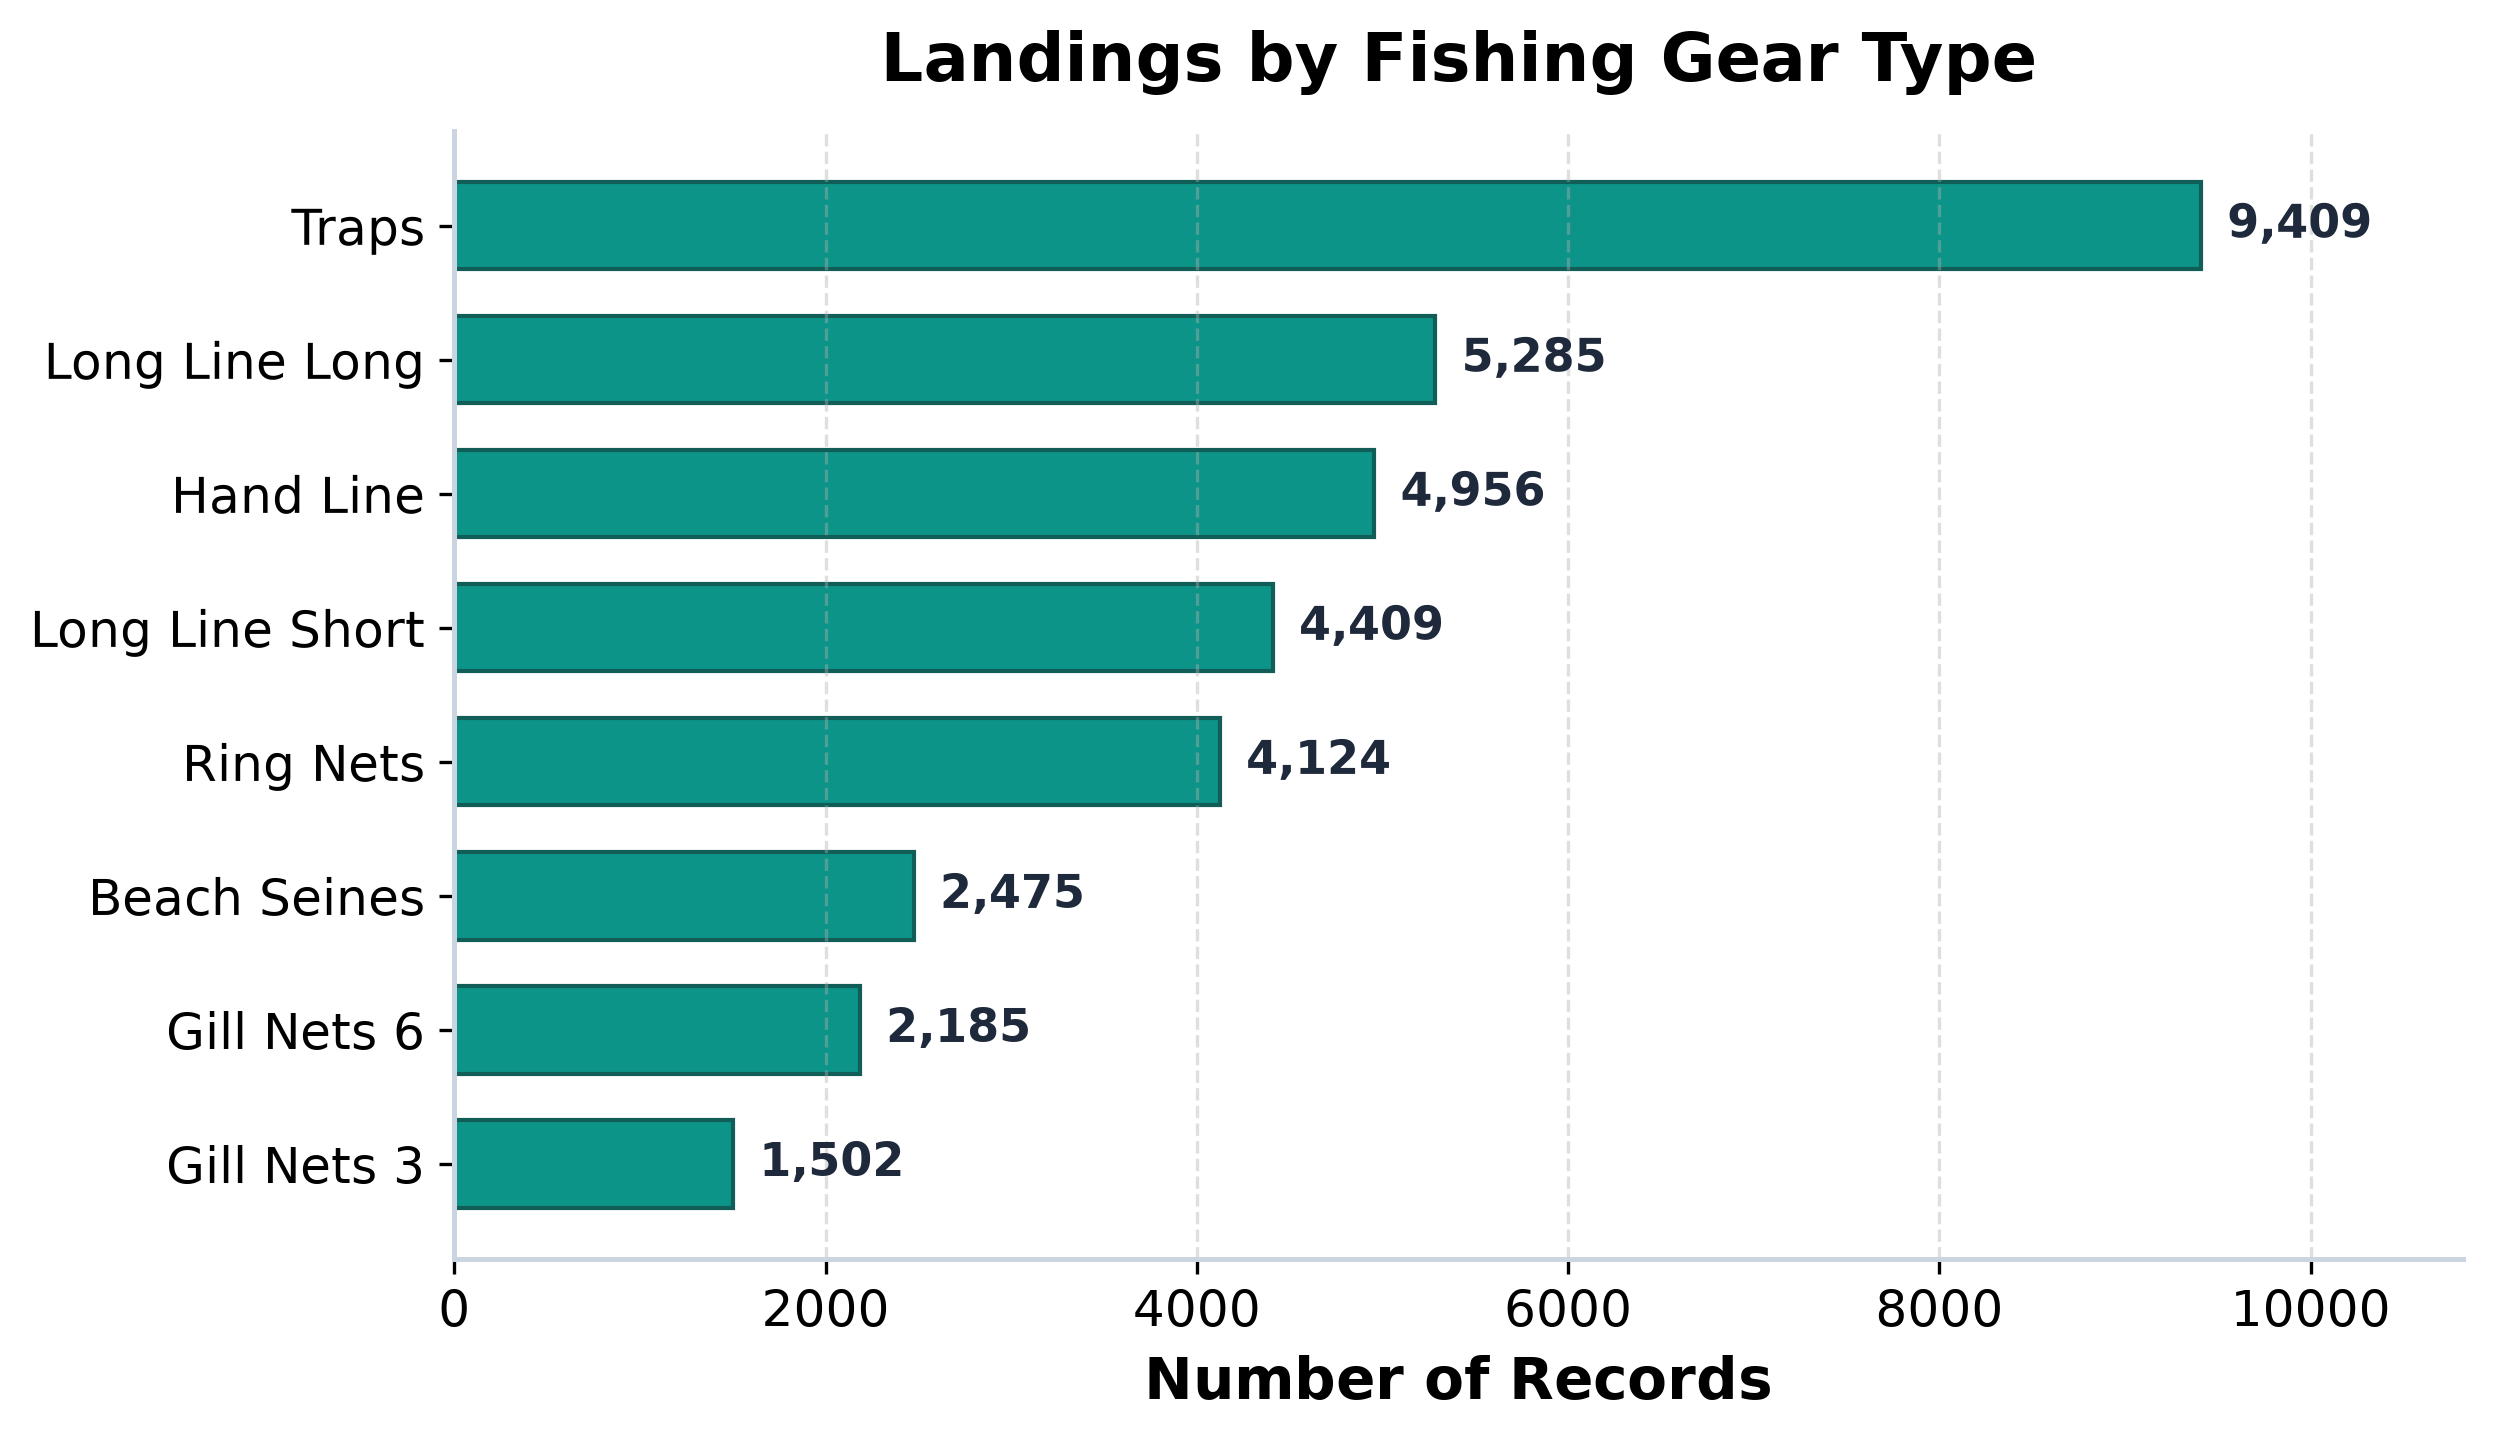 Landings by Fishing Gear Type
Traps 9,409
Long Line Long 5,285
Hand Line 4,956
Long Line Short 4,409
Ring Nets 4,124
Beach Seines 2,475
Gill Nets 6 2,185
Gill Nets 3 1,502
0 2000 4000 6000 8000 10000
Number of Records